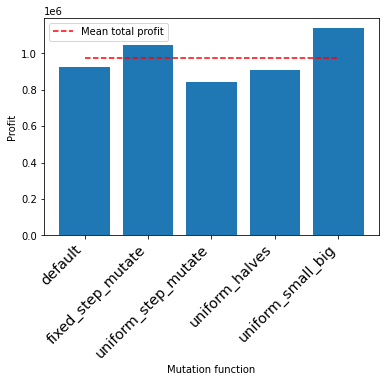 1e6
Mean total profit
1.0
0.8
0.6
0.4
0.2
0.0
Profit
default
fixed_step_mutate
uniform_step_mutate
uniform_halves
uniform_small_big
Mutation function